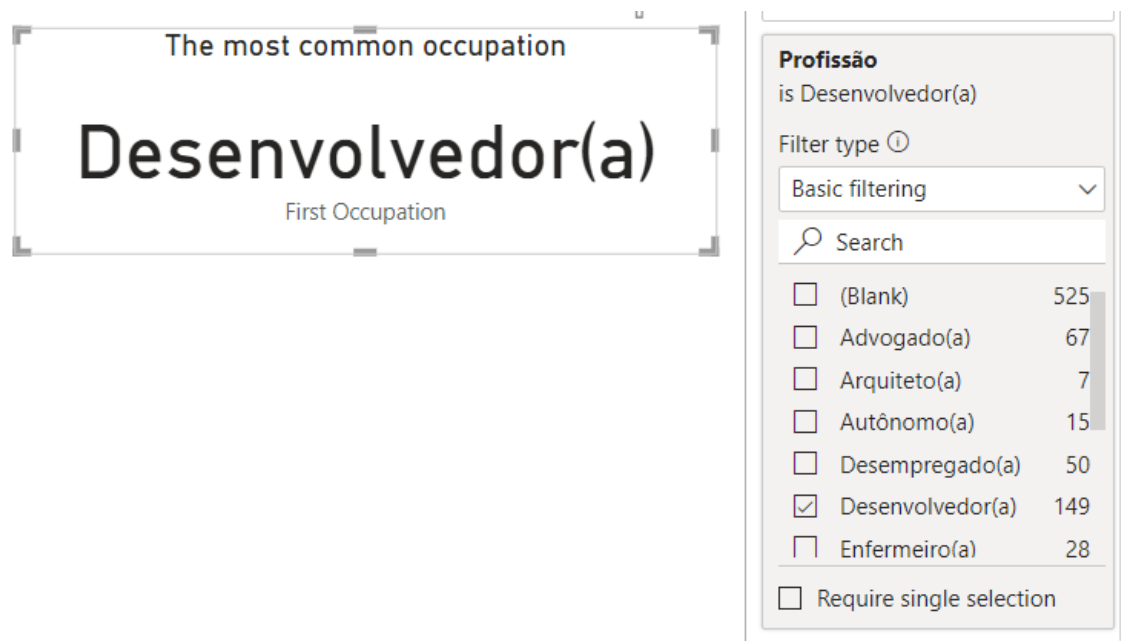 The most common occupation
Desenvolvedor(a)
First Occupation
Profissão
is Desenvolvedor(a)
Filter type
Basic filtering
Search
(Blank) 525
Advogado(a) 67
Arquiteto(a) 7
Autônomo(a) 15
Desempregado(a) 50
Desenvolvedor(a) 149
Enfermeiro(a) 28
Require single selection